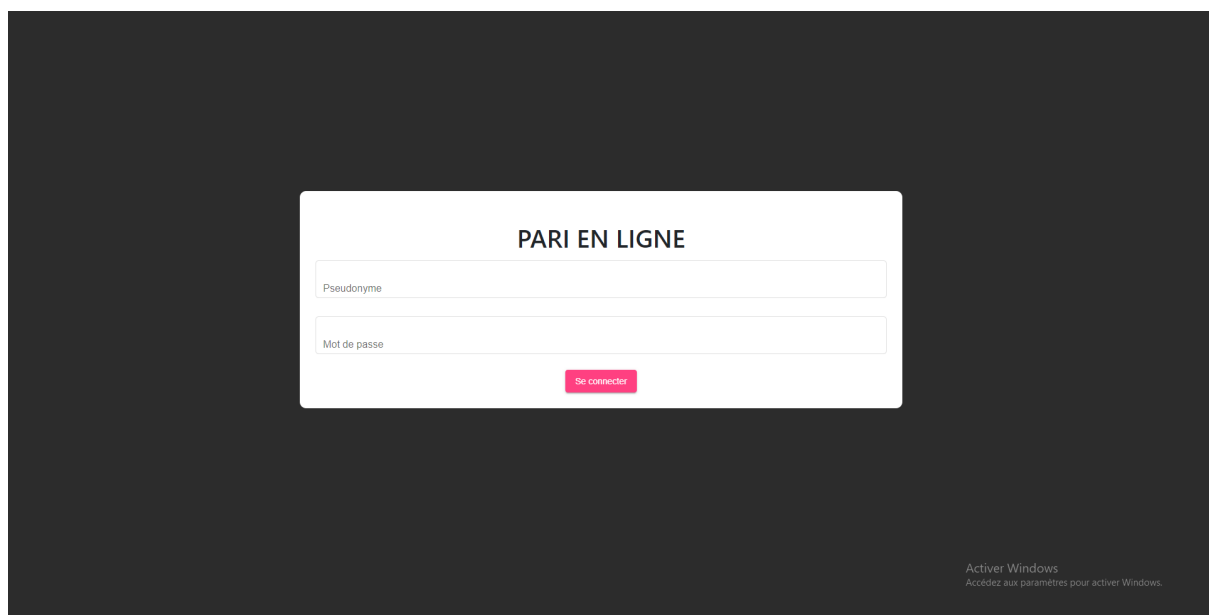 PARI EN LIGNE
Pseudonyme
Mot de passe
Se connecter
Activer Windows
Accédez aux paramètres pour activer Windows.